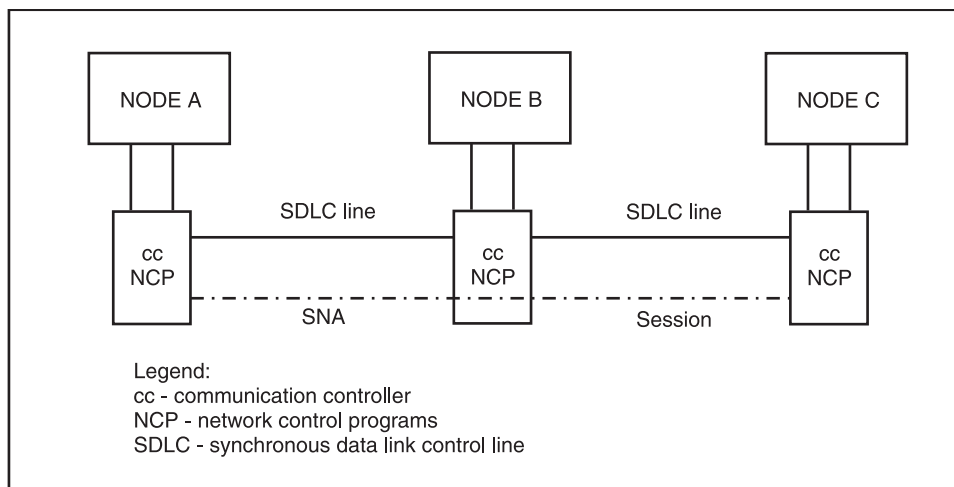 NODE A
NODE B
NODE C
SDLC line
SDLC line
cc
NCP
cc
NCP
cc
NCP
SNA
Session
Legend:
cc - communication controller
NCP - network control programs
SDLC - synchronous data link control line